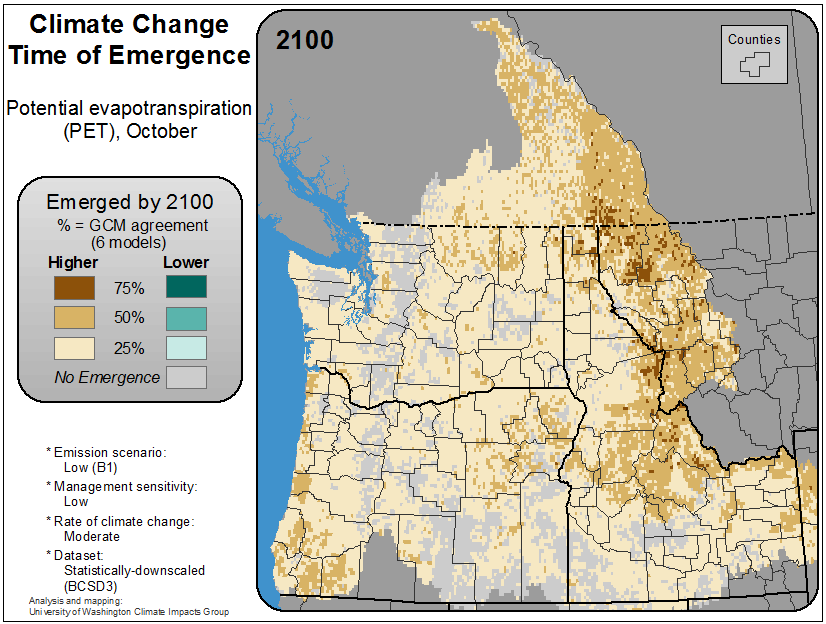 Climate Change
Time of Emergence
Potential evapotranspiration
(PET), October
Emerged by 2100
% = GCM agreement
(6 models)
Higher Lower
75%
50%
25%
No Emergence
* Emission scenario:
Low (B1)
* Management sensitivity:
Low
* Rate of climate change:
Moderate
* Dataset:
Statistically-downscaled
(BCSD3)
Analysis and mapping:
University of Washington Climate Impacts Group
2100
Counties